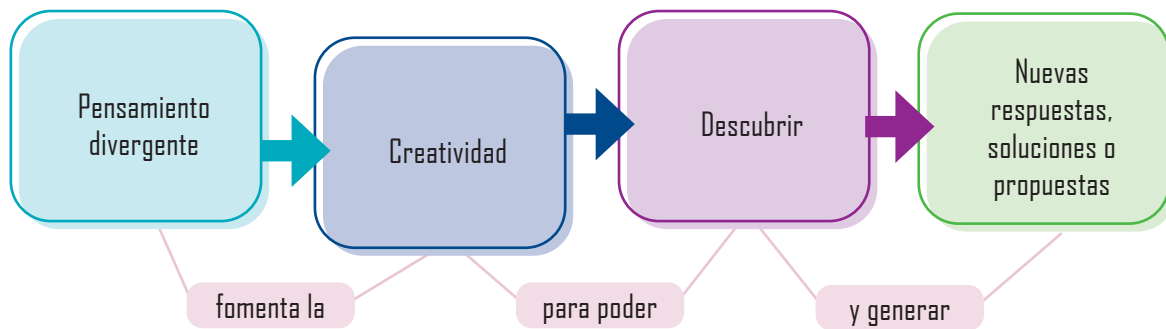 Pensamiento
divergente
Creatividad
Descubrir
Nuevas
respuestas,
soluciones o
propuestas
fomenta la
para poder
y generar